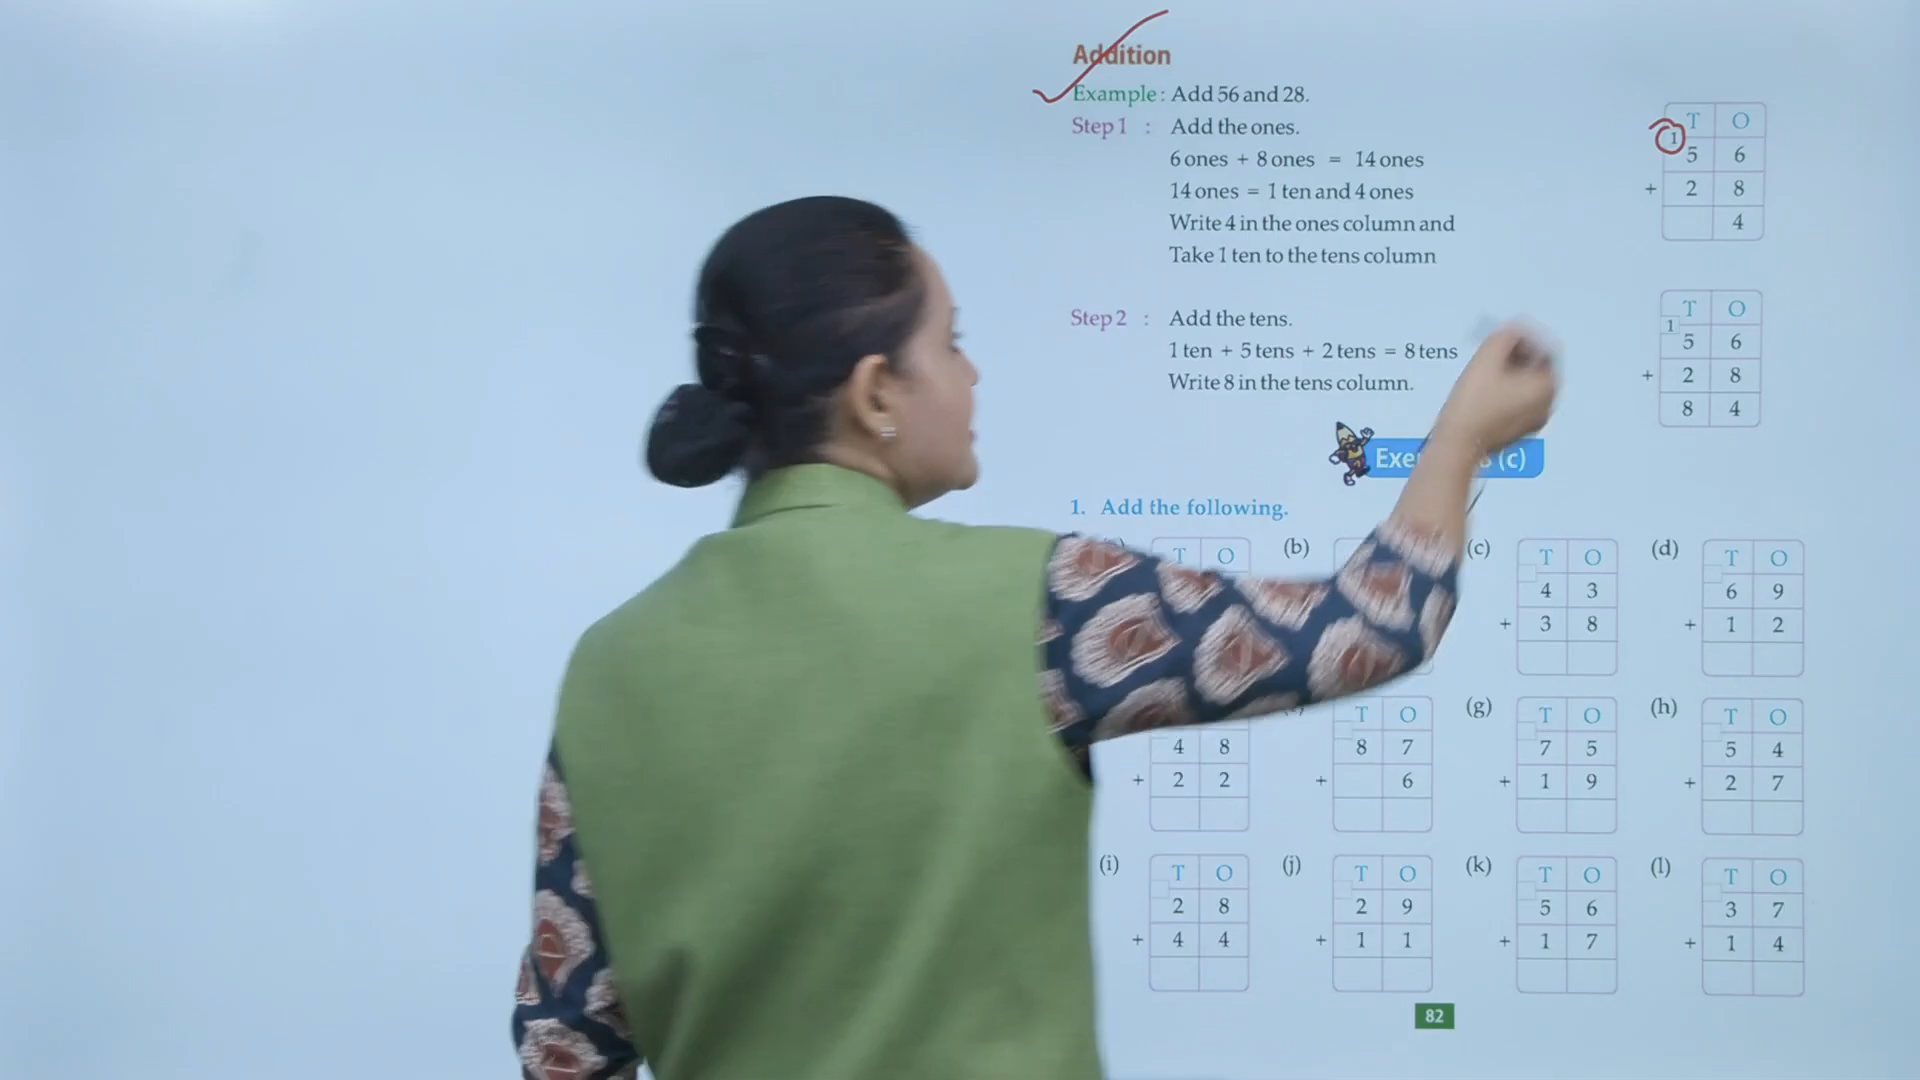 Addition
Example : Add 56 and 28.
Step 1 : Add the ones.
6 ones + 8 ones = 14 ones
14 ones = 1 ten and 4 ones
Write 4 in the ones column and
Take 1 ten to the tens column
T O
1
5 6
+ 2 8
4
Step 2 : Add the tens.
1 ten + 5 tens + 2 tens = 8 tens
Write 8 in the tens column.
T O
1
5 6
+ 2 8
8 4
(c)
1. Add the following.
T O
(b)
(c) T O
4 3
+ 3 8
(d) T O
6 9
+ 1 2
4 8
+ 2 2
T O
8 7
+ 6
(g) T O
7 5
+ 1 9
(h) T O
5 4
+ 2 7
(i) T O
2 8
+ 4 4
(j) T O
2 9
+ 1 1
(k) T O
5 6
+ 1 7
(l) T O
3 7
+ 1 4
82